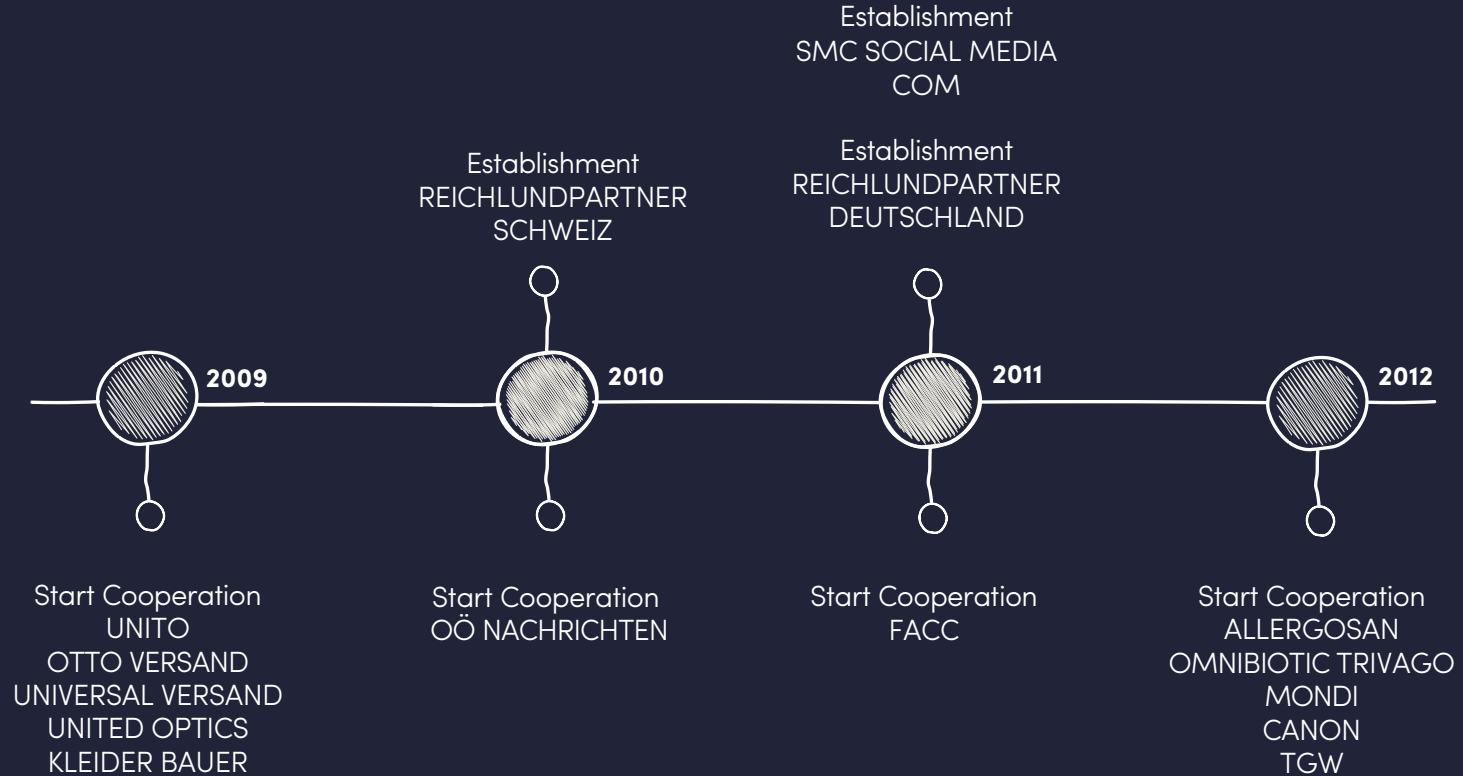 Establishment
SMC SOCIAL MEDIA
COM
Establishment
REICHLUNDPARTNER
SCHWEIZ
Establishment
REICHLUNDPARTNER
DEUTSCHLAND
2009
2010
2011
2012
Start Cooperation
UNITO
OTTO VERSAND
UNIVERSAL VERSAND
UNITED OPTICS
KLEIDER BAUER
Start Cooperation
OÖ NACHRICHTEN
Start Cooperation
FACC
Start Cooperation
ALLERGOSAN
OMNIBIOTIC TRIVAGO
MONDI
CANON
TGW